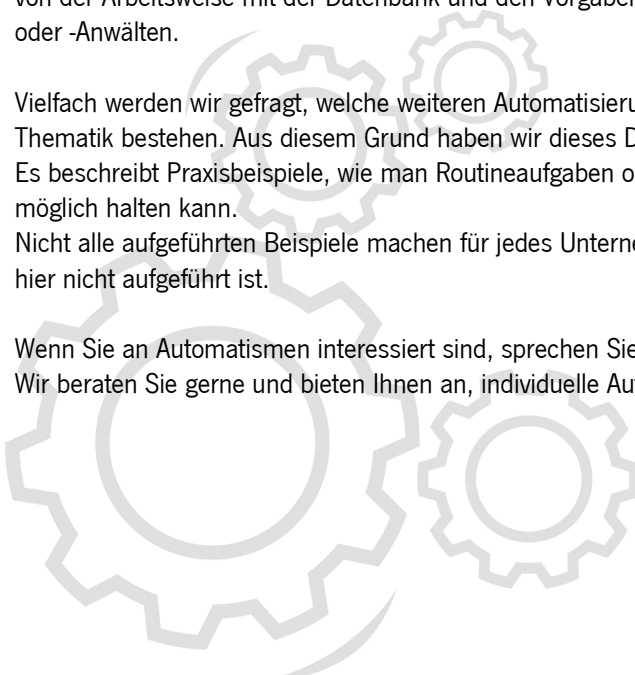 von der Arbeitsweise mit der Datenbank und den Vorgaben
oder -Anwälten.
Vielfach werden wir gefragt, welche weiteren
Thematik bestehen. Aus diesem Grund haben wir dieses
Es beschreibt Praxisbeispiele, wie man Routineaufgaben
möglich halten kann.
Nicht alle aufgeführten Beispiele machen für jedes
hier nicht aufgeführt ist.
Wenn Sie an Automatismen interessiert sind, sprechen Sie
Wir beraten Sie gerne und bieten Ihnen an, individuelle